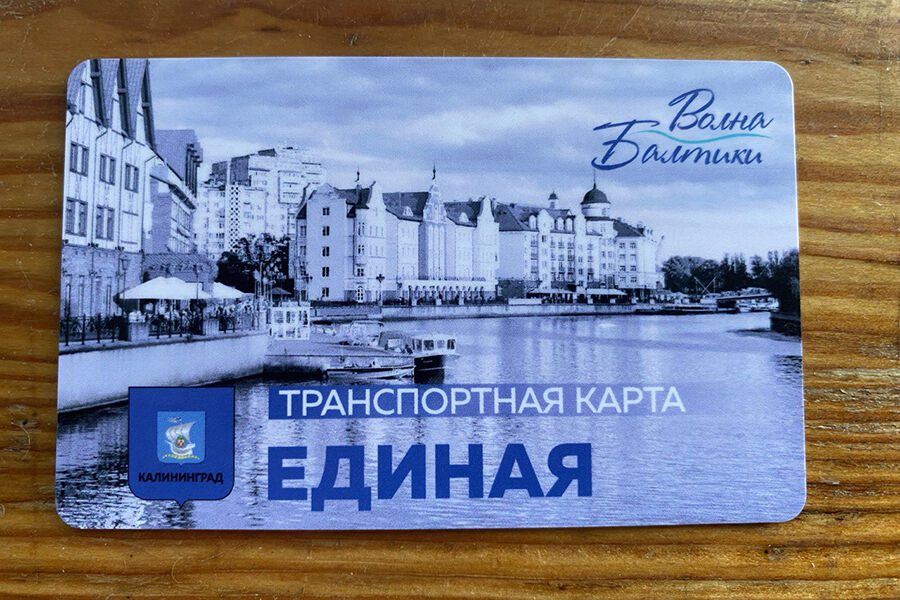 Волна
Балтики
ТРАНСПОРТНАЯ КАРТА
ЕДИНАЯ
КАЛИНИНГРАД